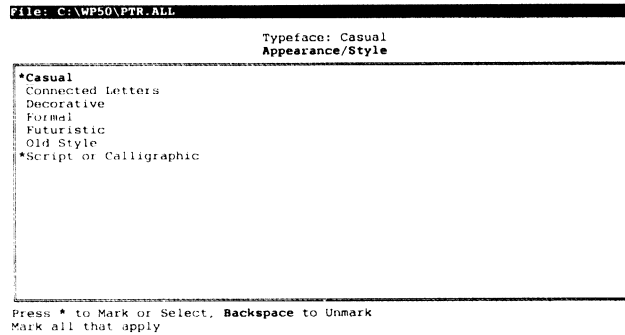 File: C:\WP50\PTR.ALL
Typeface: Casual
Appearance/Style
*Casual
Connected Letters
Decorative
Formal
Futuristic
Old Style
*Script or Calligraphic
Press * to Mark or Select, Backspace to Unmark
Mark all that apply